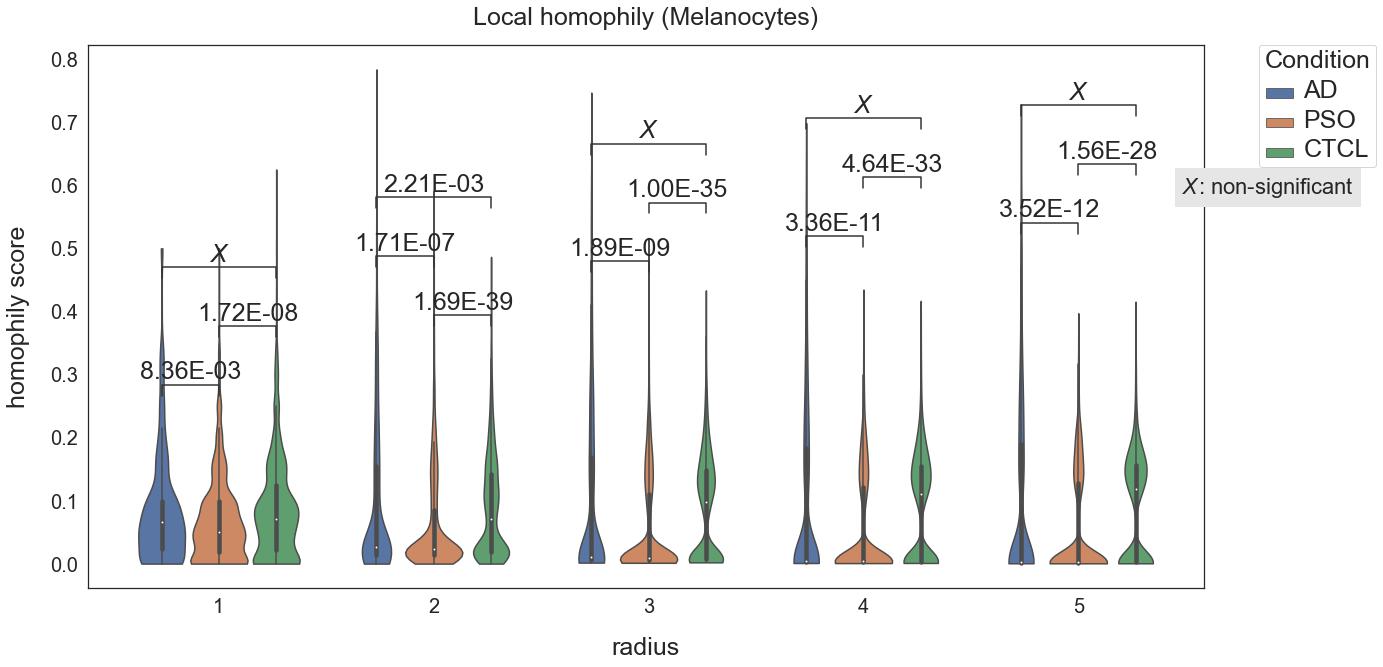 Local homophily (Melanocytes)
homophily score
0.8
0.7
0.6
0.5
0.4
0.3
0.2
0.1
0.0
X
1.72E-08
8.36E-03
2.21E-03
1.71E-07
1.69E-39
X
1.00E-35
1.89E-09
X
4.64E-33
3.36E-11
X
1.56E-28
3.52E-12
1
2
3
4
5
radius
Condition
AD
PSO
CTCL
X: non-significant